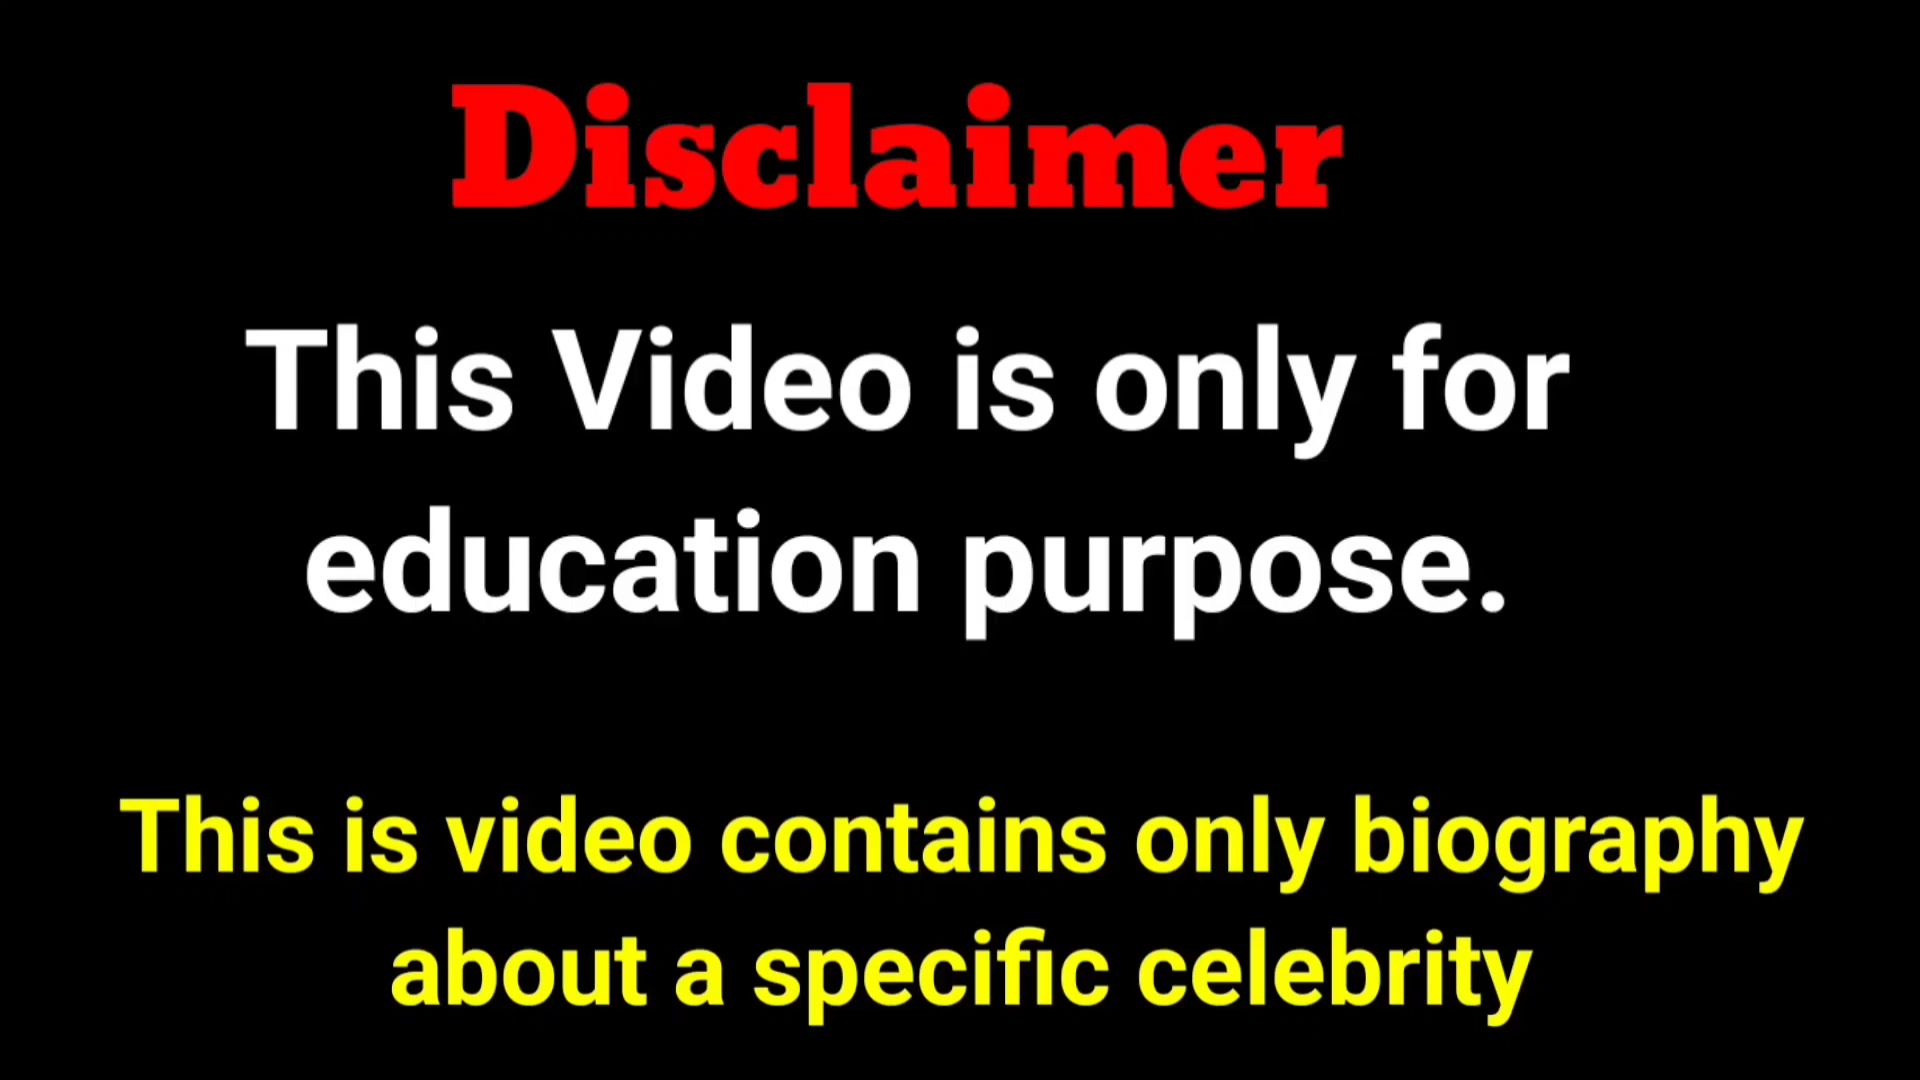 Disclaimer
This Video is only for
education purpose.
This is video contains only biography
about a specific celebrity